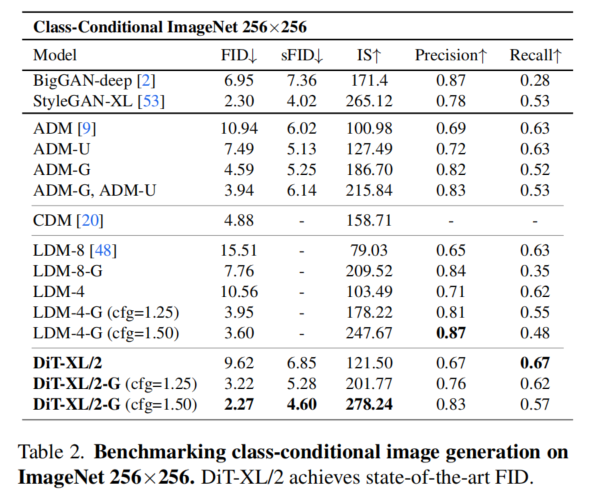 Class-Conditional ImageNet 256×256
Model FID↓ sFID↓ IS↑ Precision↑ Recall↑
BigGAN-deep [2] 6.95 7.36 171.4 0.87 0.28
StyleGAN-XL [53] 2.30 4.02 265.12 0.78 0.53
ADM [9] 10.94 6.02 100.98 0.69 0.63
ADM-U 7.49 5.13 127.49 0.72 0.63
ADM-G 4.59 5.25 186.70 0.82 0.52
ADM-G, ADM-U 3.94 6.14 215.84 0.83 0.53
CDM [20] 4.88 - 158.71 - -
LDM-8 [48] 15.51 - 79.03 0.65 0.63
LDM-8-G 7.76 - 209.52 0.84 0.35
LDM-4 10.56 - 103.49 0.71 0.62
LDM-4-G (cfg=1.25) 3.95 - 178.22 0.81 0.55
LDM-4-G (cfg=1.50) 3.60 - 247.67 0.87 0.48
DiT-XL/2 9.62 6.85 121.50 0.67 0.67
DiT-XL/2-G (cfg=1.25) 3.22 5.28 201.77 0.76 0.62
DiT-XL/2-G (cfg=1.50) 2.27 4.60 278.24 0.83 0.57
Table 2. Benchmarking class-conditional image generation on
ImageNet 256×256. DiT-XL/2 achieves state-of-the-art FID.